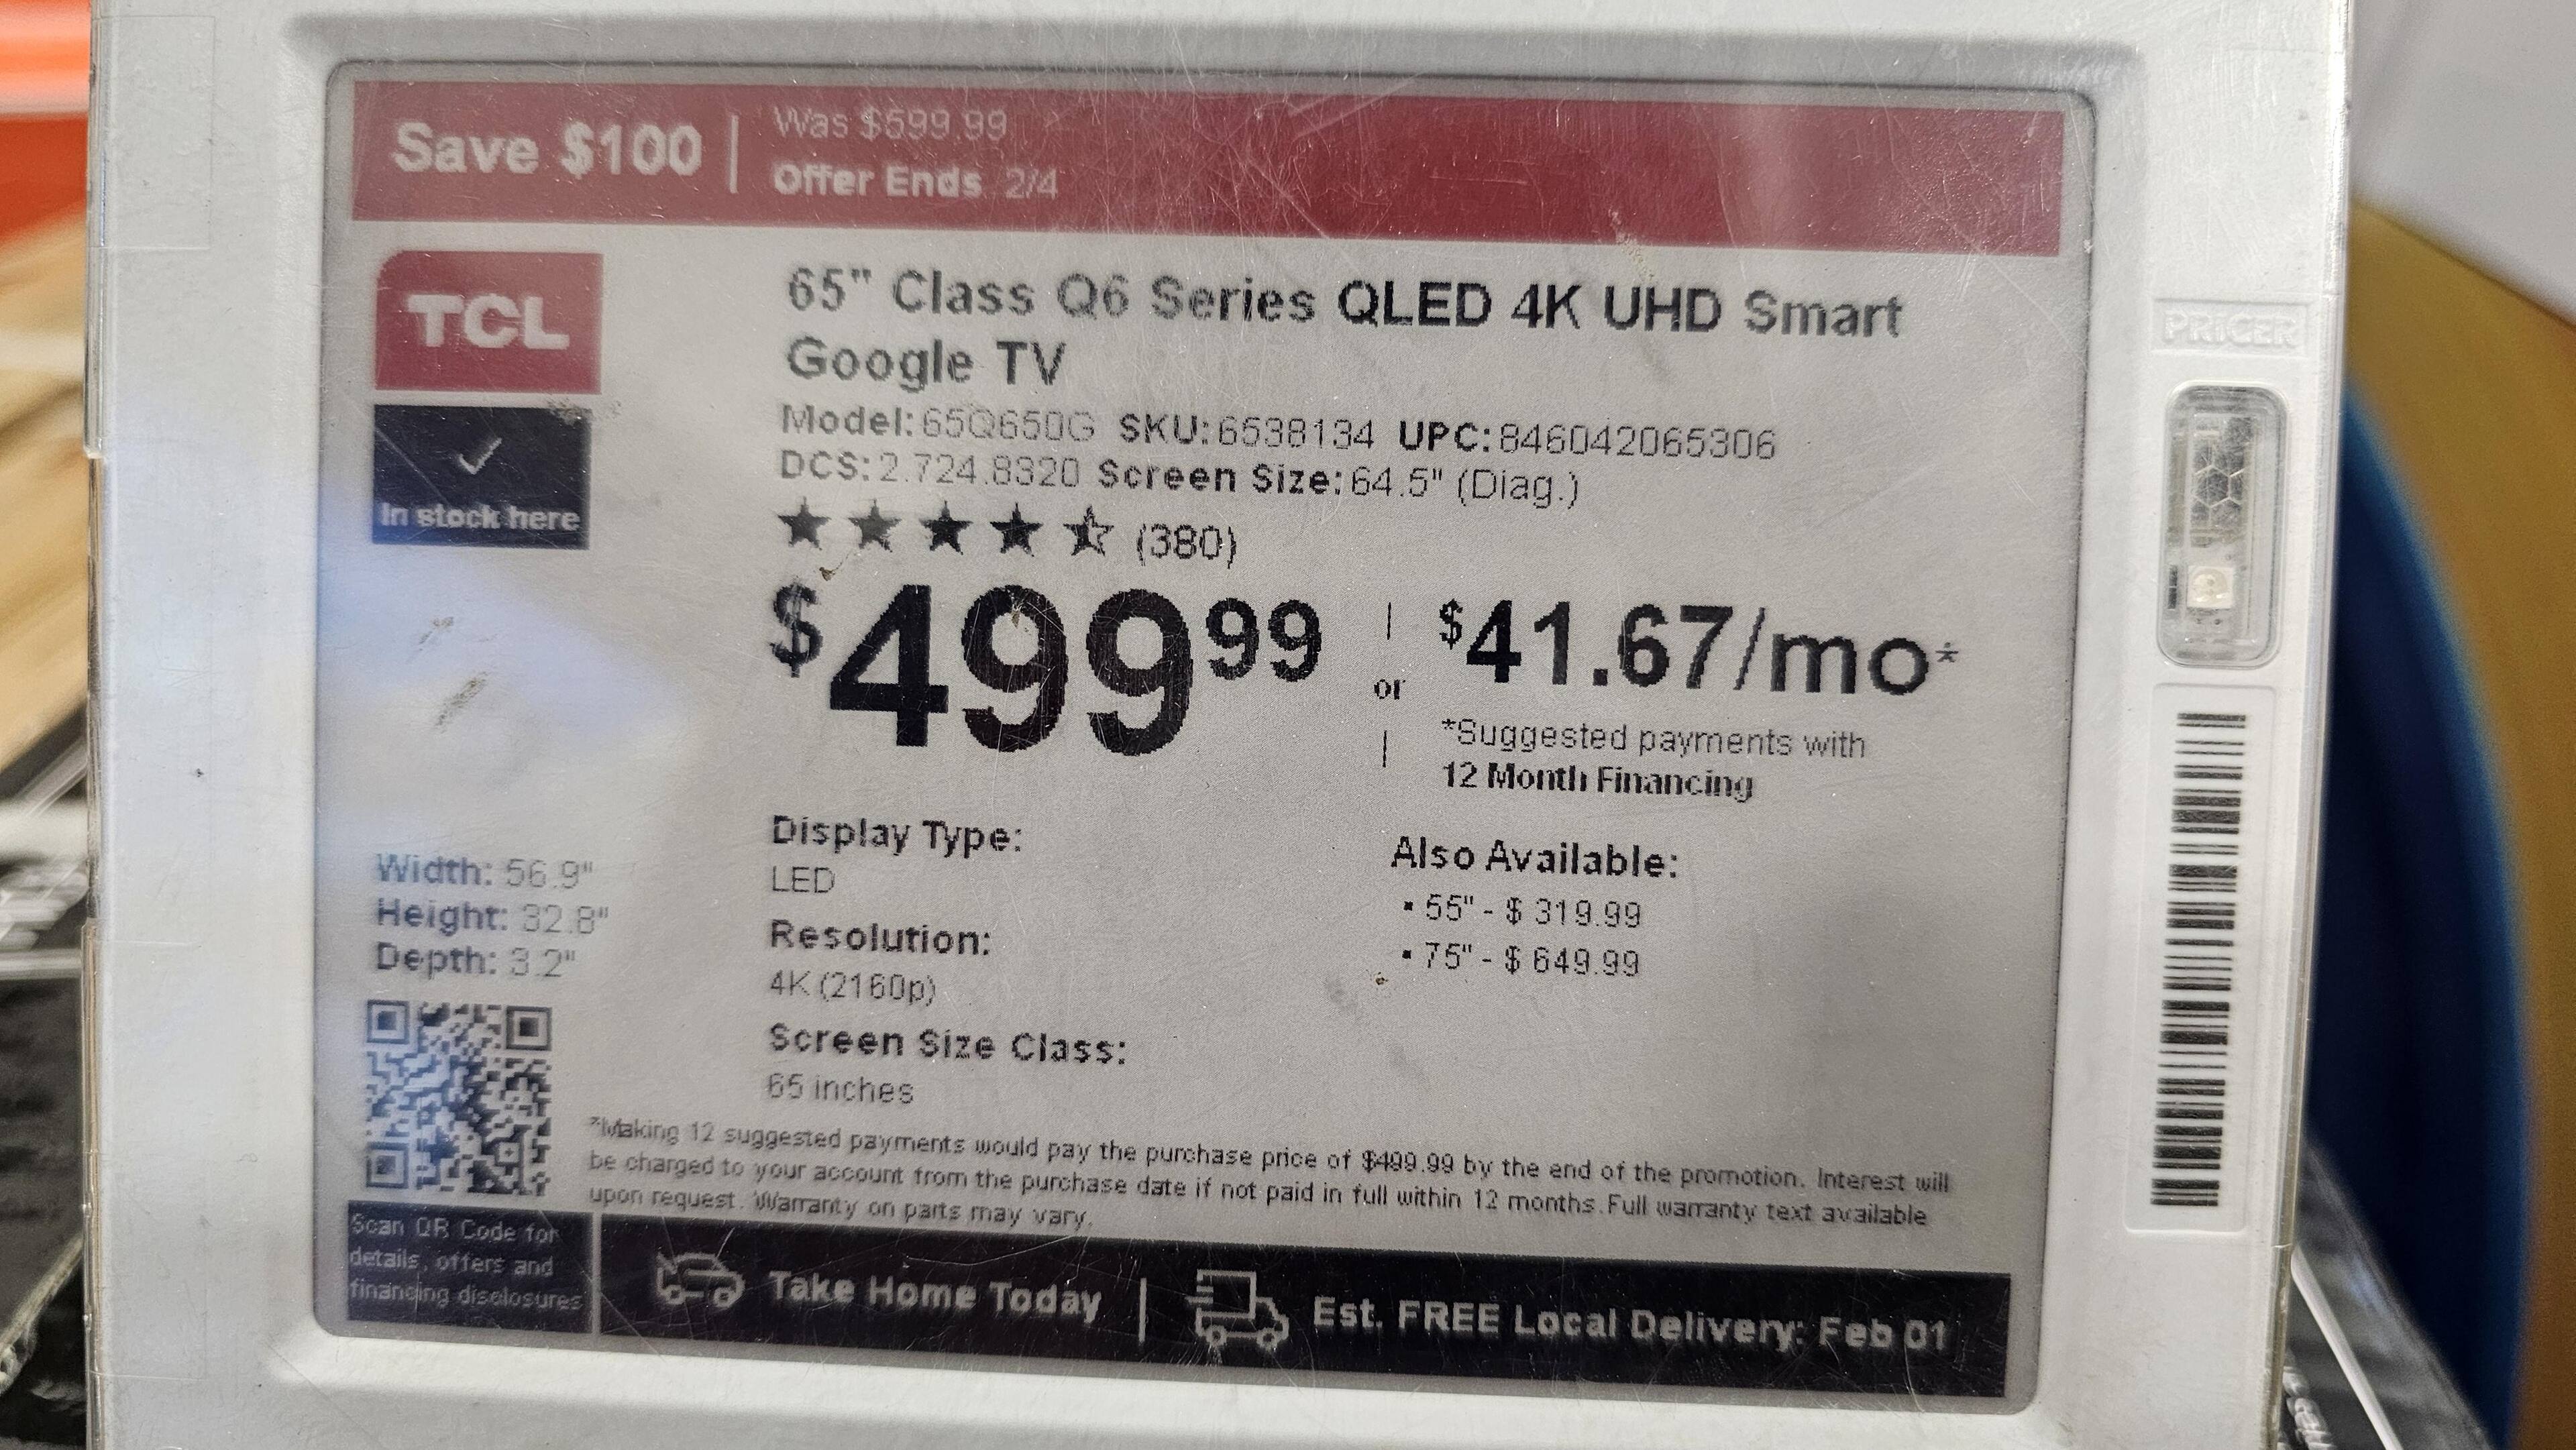 Save $100
Was $599.99
Offer Ends 2/4
TCL
65" Class Q6 Series QLED 4K UHD Smart
Google TV
PRICER
Model:65Q650G SKU:6538134 UPC:846042065306
DCS:2.724.8320 Screen Size:64.5" (Diag.)
In stock here
(380)
$499 99
or
$41.67/mo*
*Suggested payments with
12 Month Financing
Width: 56.9"
Height: 32.8"
Depth: 3.2"
Display Type:
LED
Resolution:
4K (2160p)
Screen Size Class:
65 inches
Also Available:
• 55" - $ 319.99
• 75" - $ 649.99
*Making 12 suggested payments would pay the purchase price of $499.99 by the end of the promotion. Interest will
be charged to your account from the purchase date if not paid in full within 12 months.Full warranty text available
upon request. Warranty on parts may vary.
Scan QR Code for
details, offers and
financing disclosures
Take Home Today
Est. FREE Local Delivery: Feb 01